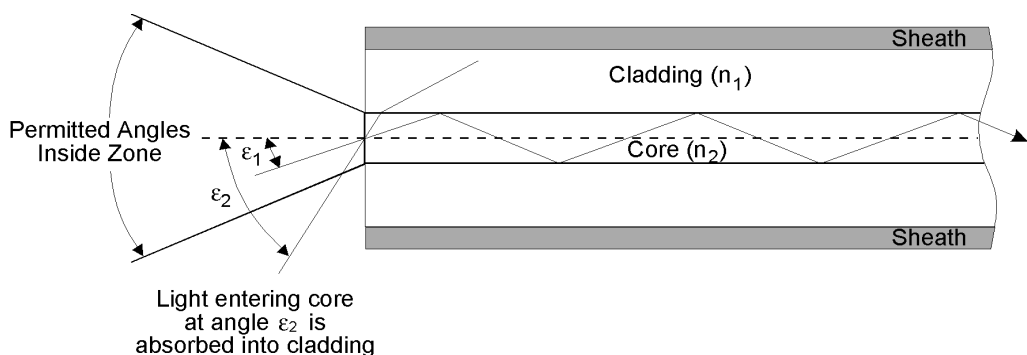 Sheath
Cladding (n1)
Permitted Angles
Inside Zone
ε1
Core (n2)
ε2
Sheath
Light entering core
at angle ε2 is
absorbed into cladding